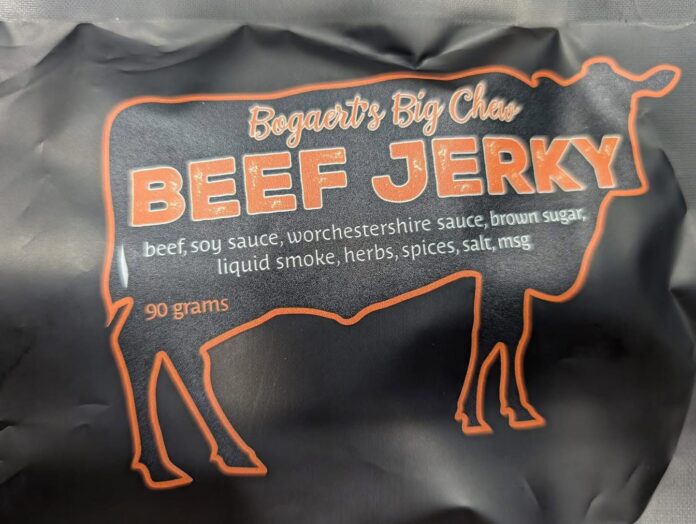 Bogaert's Big Chew
BEEF JERKY
beef, soy sauce, worchestershire sauce, brown sugar,
liquid smoke, herbs, spices, salt, msg
90 grams